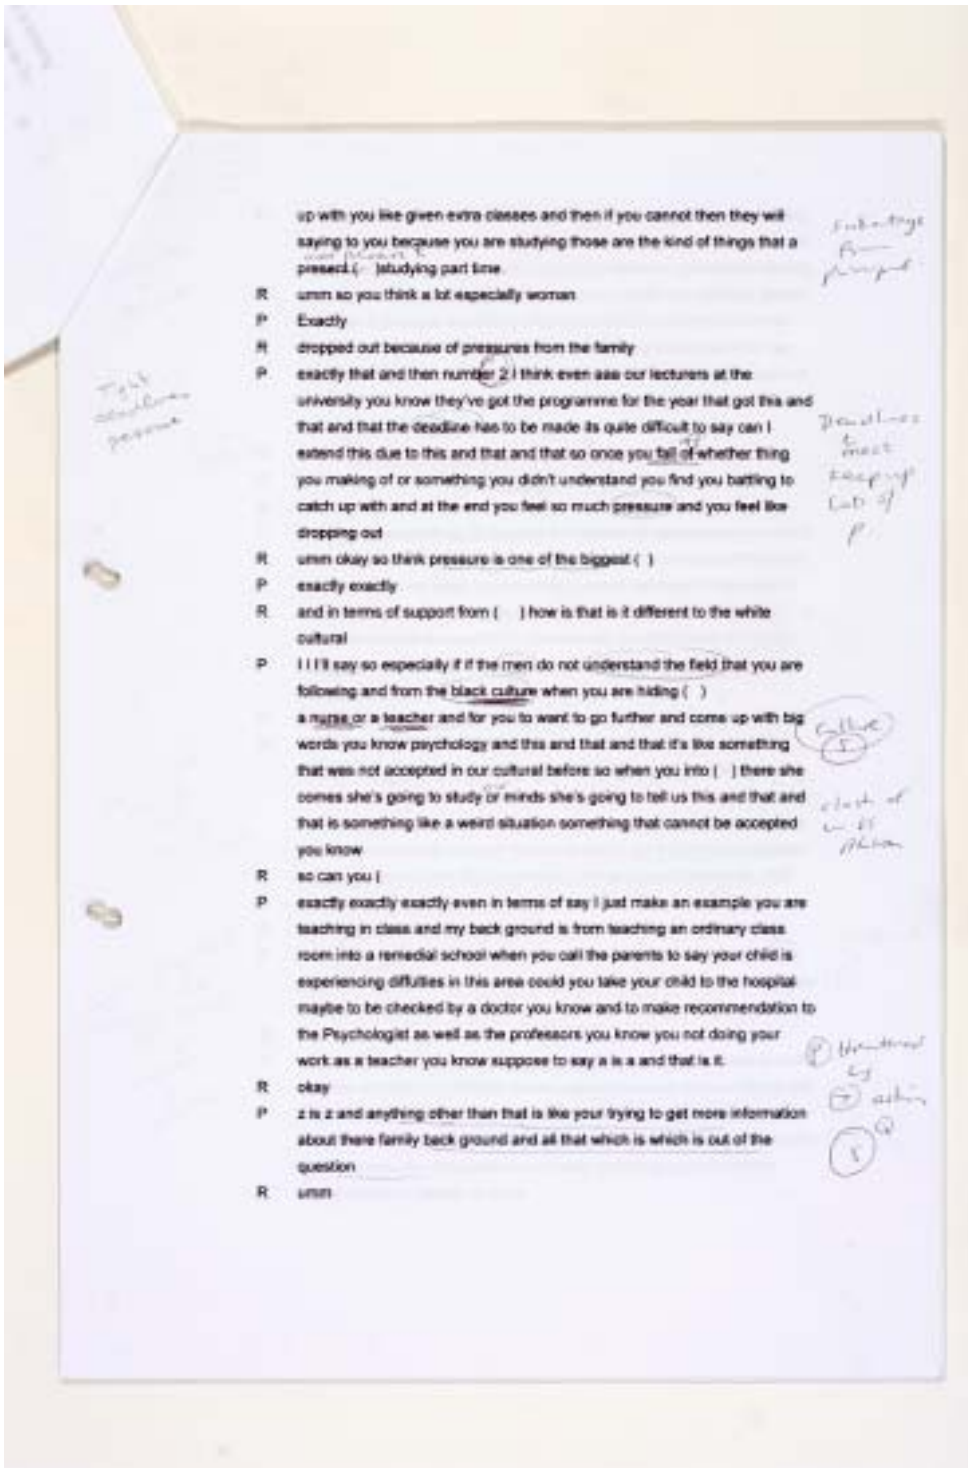 up with you like given extra classes and then if you cannot then they will
saying to you because you are studying those are the kind of things that a
present ( )studying part time.
R umm so you think a lot especially woman
P Exactly
R dropped out because of pressures from the family
P exactly that and then number 2 I think even aaa our lecturers at the
university you know they've got the programme for the year that got this and
that and that the deadline has to be made its quite difficult to say can I
extend this due to this and that and that so once you fall of whether thing
you making of or something you didn't understand you find you battling to
catch up with and at the end you feel so much pressure and you feel like
dropping out
R umm okay so think pressure is one of the biggest ( )
P exactly exactly
R and in terms of support from ( ) how is that is it different to the white
cultural
P I I I'll say so especially if if the men do not understand the field that you are
following and from the black culture when you are hiding ( )
a nurse or a teacher and for you to want to go further and come up with big
words you know psychology and this and that and that it's like something
that was not accepted in our cultural before so when you into ( ) there she
comes she's going to study or minds she's going to tell us this and that and
that is something like a weird situation something that cannot be accepted
you know
R so can you (
P exactly exactly exactly even in terms of say I just make an example you are
teaching in class and my back ground is from teaching an ordinary class
room into a remedial school when you call the parents to say your child is
experiencing diffulties in this area could you take your child to the hospital
maybe to be checked by a doctor you know and to make recommendation to
the Psychologist as well as the professors you know you not doing your
work as a teacher you know suppose to say a is a and that is it.
R okay
P z is z and anything other than that is like your trying to get more information
about there family back ground and all that which is which is out of the
question
R umm
Tight
deadlines
Deadlines
to
meet
keep up
Lots of
P
Culture
clash of
P
by
Q